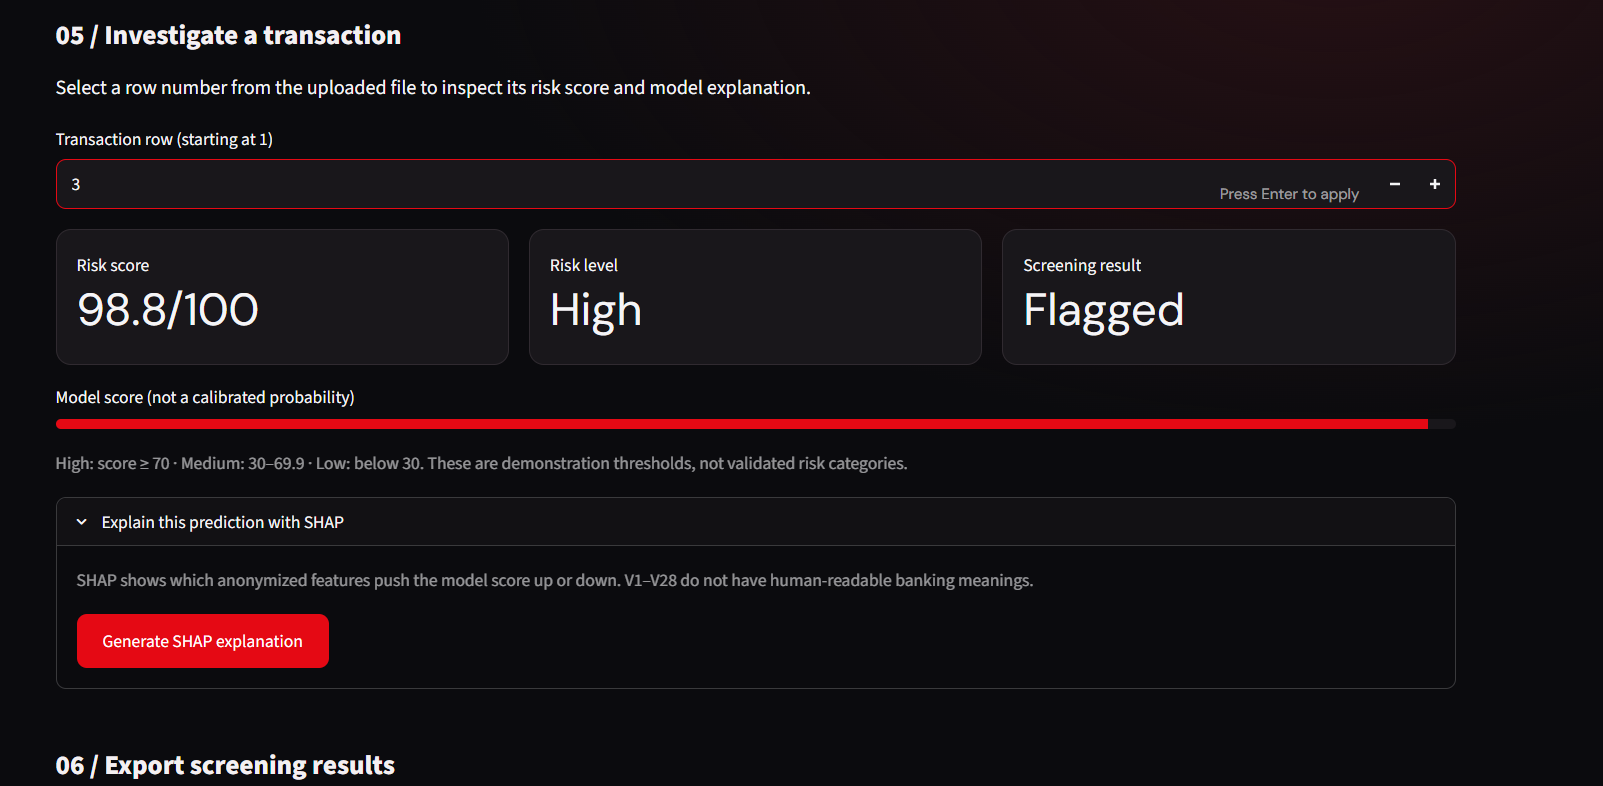 05 / Investigate a transaction
Select a row number from the uploaded file to inspect its risk score and model explanation.
Transaction row (starting at 1)
3
Press Enter to apply
Risk score
98.8/100
Risk level
High
Screening result
Flagged
Model score (not a calibrated probability)
High: score ≥ 70 · Medium: 30–69.9 · Low: below 30. These are demonstration thresholds, not validated risk categories.
Explain this prediction with SHAP
SHAP shows which anonymized features push the model score up or down. V1–V28 do not have human-readable banking meanings.
Generate SHAP explanation
06 / Export screening results